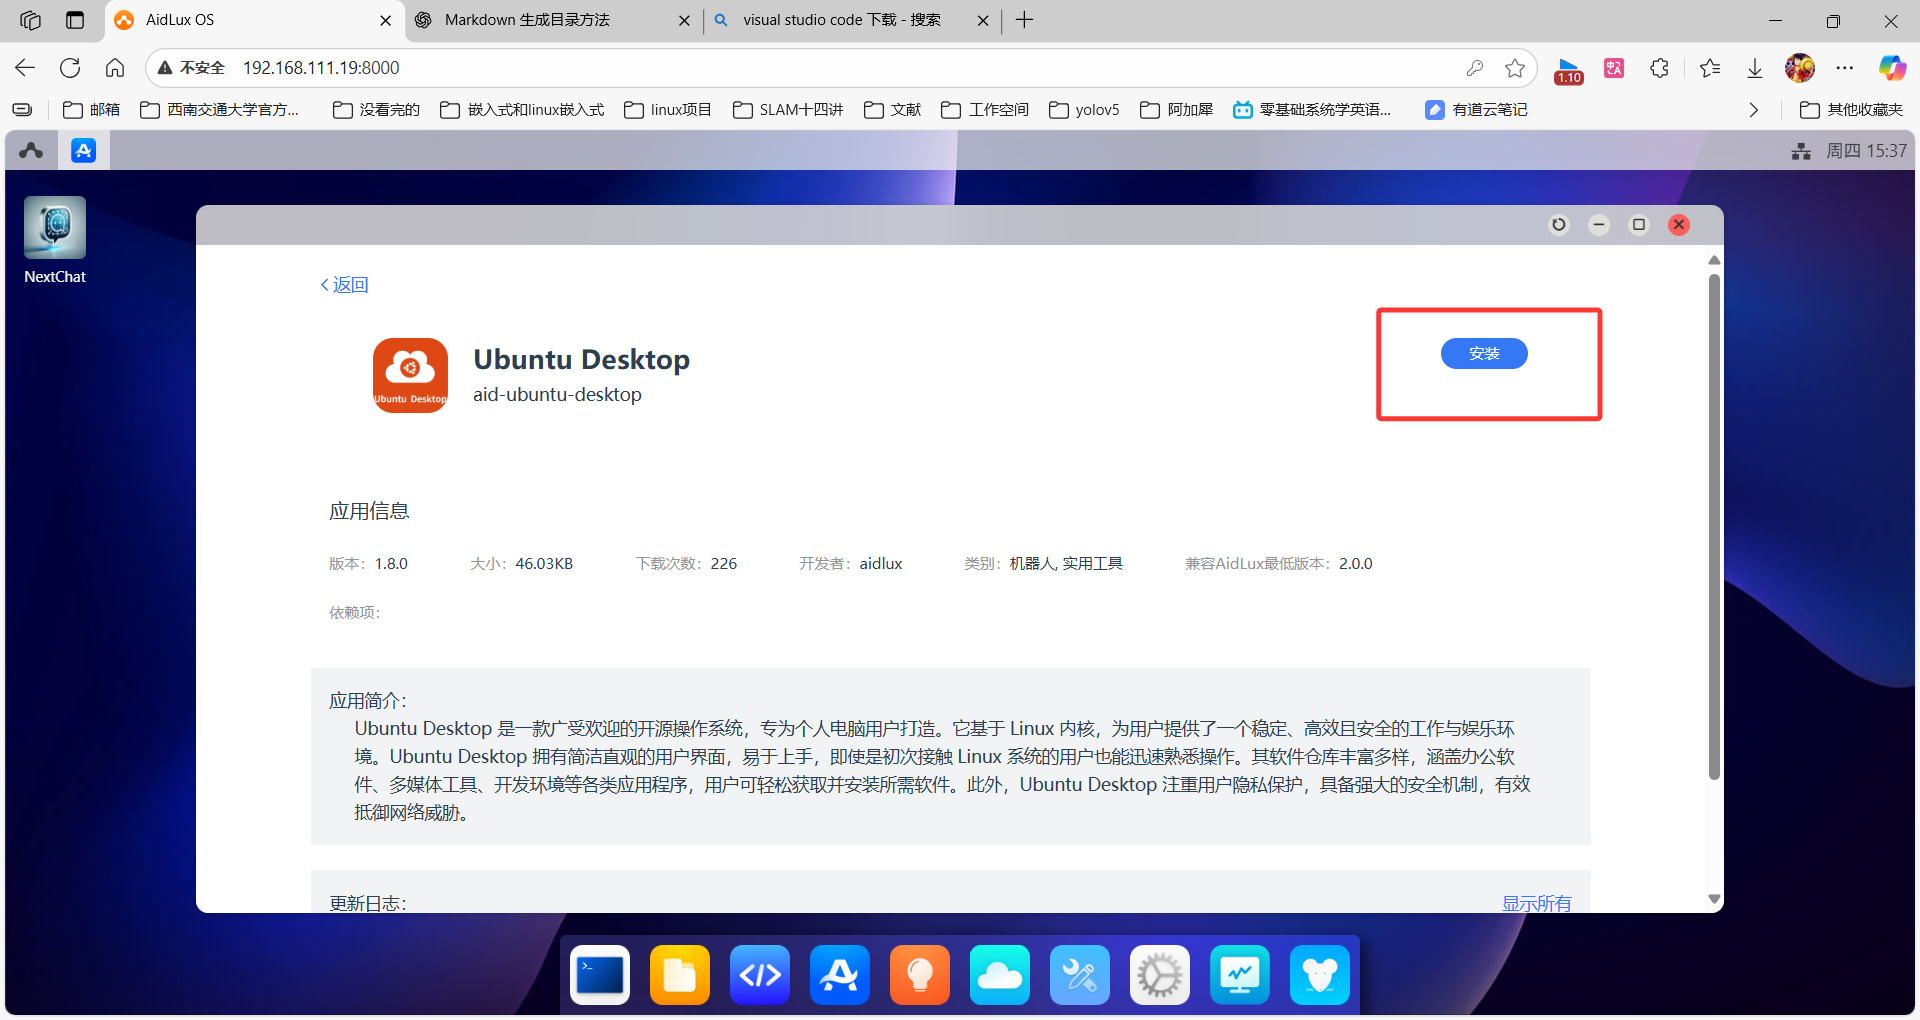 AidLux OS
Markdown 生成目录方法
visual studio code 下载 - 搜索
不安全
192.168.111.19:8000
1.10
邮箱
西南交通大学官方...
没看完的
嵌入式和linux嵌入式
linux项目
SLAM十四讲
文献
工作空间
yolov5
阿加犀
零基础系统学英语...
有道云笔记
其他收藏夹
周四 15:37
NextChat
返回
Ubuntu Desktop
Ubuntu Desktop
aid-ubuntu-desktop
安装
应用信息
版本：1.8.0
大小：46.03KB
下载次数：226
开发者：aidlux
类别：机器人, 实用工具
兼容AidLux最低版本：2.0.0
依赖项：
应用简介：
Ubuntu Desktop 是一款广受欢迎的开源操作系统，专为个人电脑用户打造。它基于 Linux 内核，为用户提供了一个稳定、高效且安全的工作与娱乐环
境。Ubuntu Desktop 拥有简洁直观的用户界面，易于上手，即使是初次接触 Linux 系统的用户也能迅速熟悉操作。其软件仓库丰富多样，涵盖办公软
件、多媒体工具、开发环境等各类应用程序，用户可轻松获取并安装所需软件。此外，Ubuntu Desktop 注重用户隐私保护，具备强大的安全机制，有效
抵御网络威胁。
更新日志：
显示所有